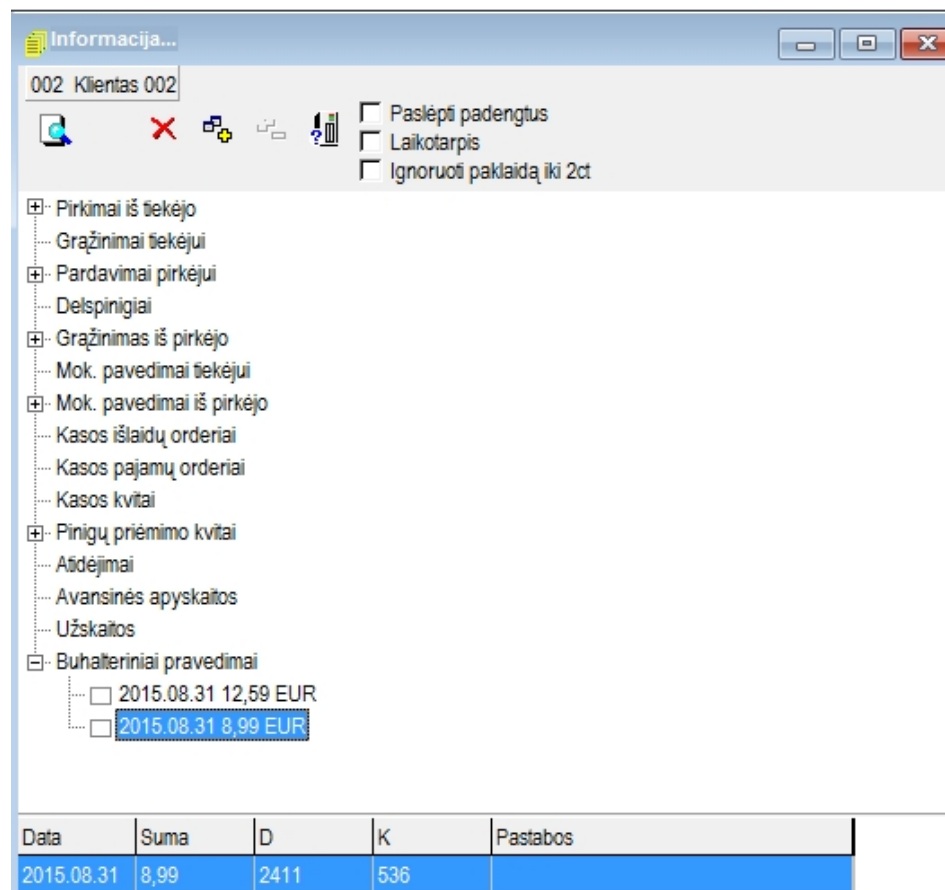 Informacija...
002 Klientas 002
Paslėpti padengtus
Laikotarpis
Ignoruoti paklaidą iki 2ct
Pirkimai iš tiekėjo
Grąžinimai tiekėjui
Pardavimai pirkėjui
Delspinigiai
Grąžinimas iš pirkėjo
Mok. pavedimai tiekėjui
Mok. pavedimai iš pirkėjo
Kasos išlaidų orderiai
Kasos pajamų orderiai
Kasos kvitai
Pinigų priėmimo kvitai
Atidėjimai
Avansinės apyskaitos
Užskaitos
Buhalteriniai pravedimai
2015.08.31 12,59 EUR
2015.08.31 8,99 EUR
Data Suma D K Pastabos
2015.08.31 8,99 2411 536